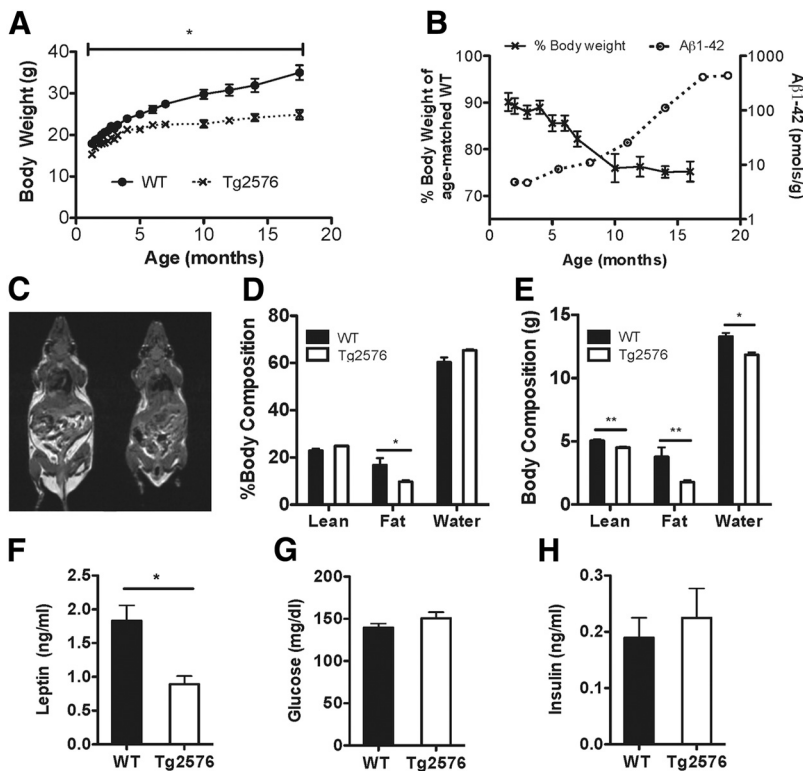 A
*
Body Weight (g)
40
30
20
10
0
WT
Tg2576
0
5
10
15
20
Age (months)
B
% Body weight
Aβ1-42
% Body Weight of
age-matched WT
100
90
80
70
Aβ1-42
(pmols/g)
1000
100
10
1
0
5
10
15
20
Age (months)
C
D
%Body Composition
80
60
40
20
0
WT
Tg2576
*
Lean
Fat
Water
E
Body Composition (g)
15
10
5
0
WT
Tg2576
**
**
*
Lean
Fat
Water
F
Leptin (ng/ml)
2.5
2.0
1.5
1.0
0.5
0.0
*
WT
Tg2576
G
Glucose (mg/dl)
200
150
100
50
0
WT
Tg2576
H
Insulin (ng/ml)
0.3
0.2
0.1
0.0
WT
Tg2576